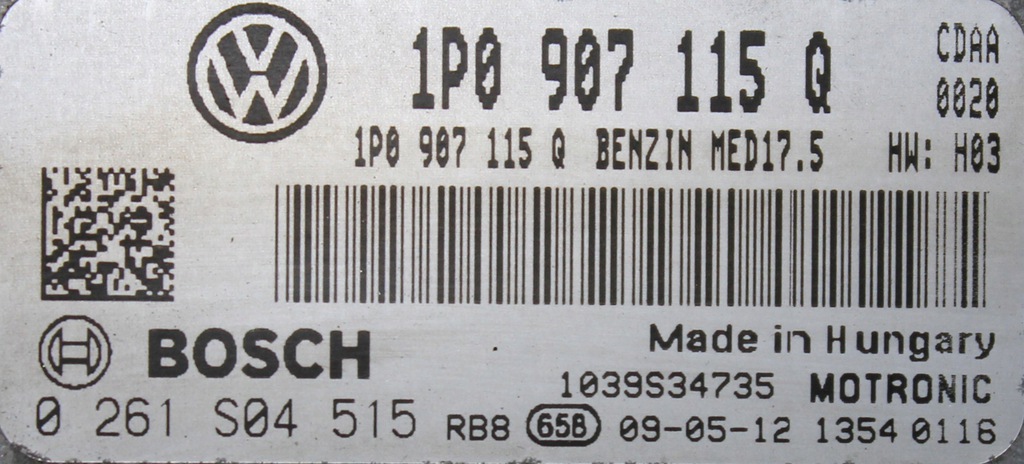 1P0 907 115 Q
CDAA
0020
1P0 907 115 Q BENZIN MED17.5 HW: H03
BOSCH
Made in Hungary
1039S34735 MOTRONIC
0 261 S04 515 RB8 658 09-05-12 1354 0116